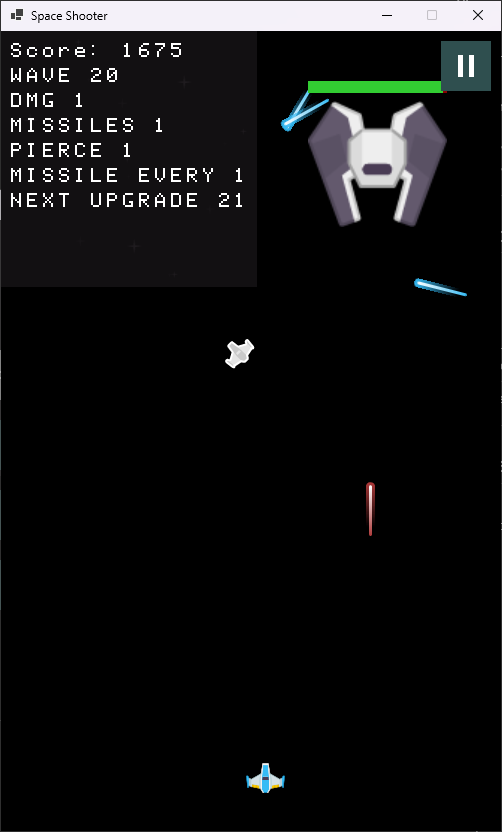 Space Shooter
Score: 1675
WAVE 20
DMG 1
MISSILES 1
PIERCE 1
MISSILE EVERY 1
NEXT UPGRADE 21